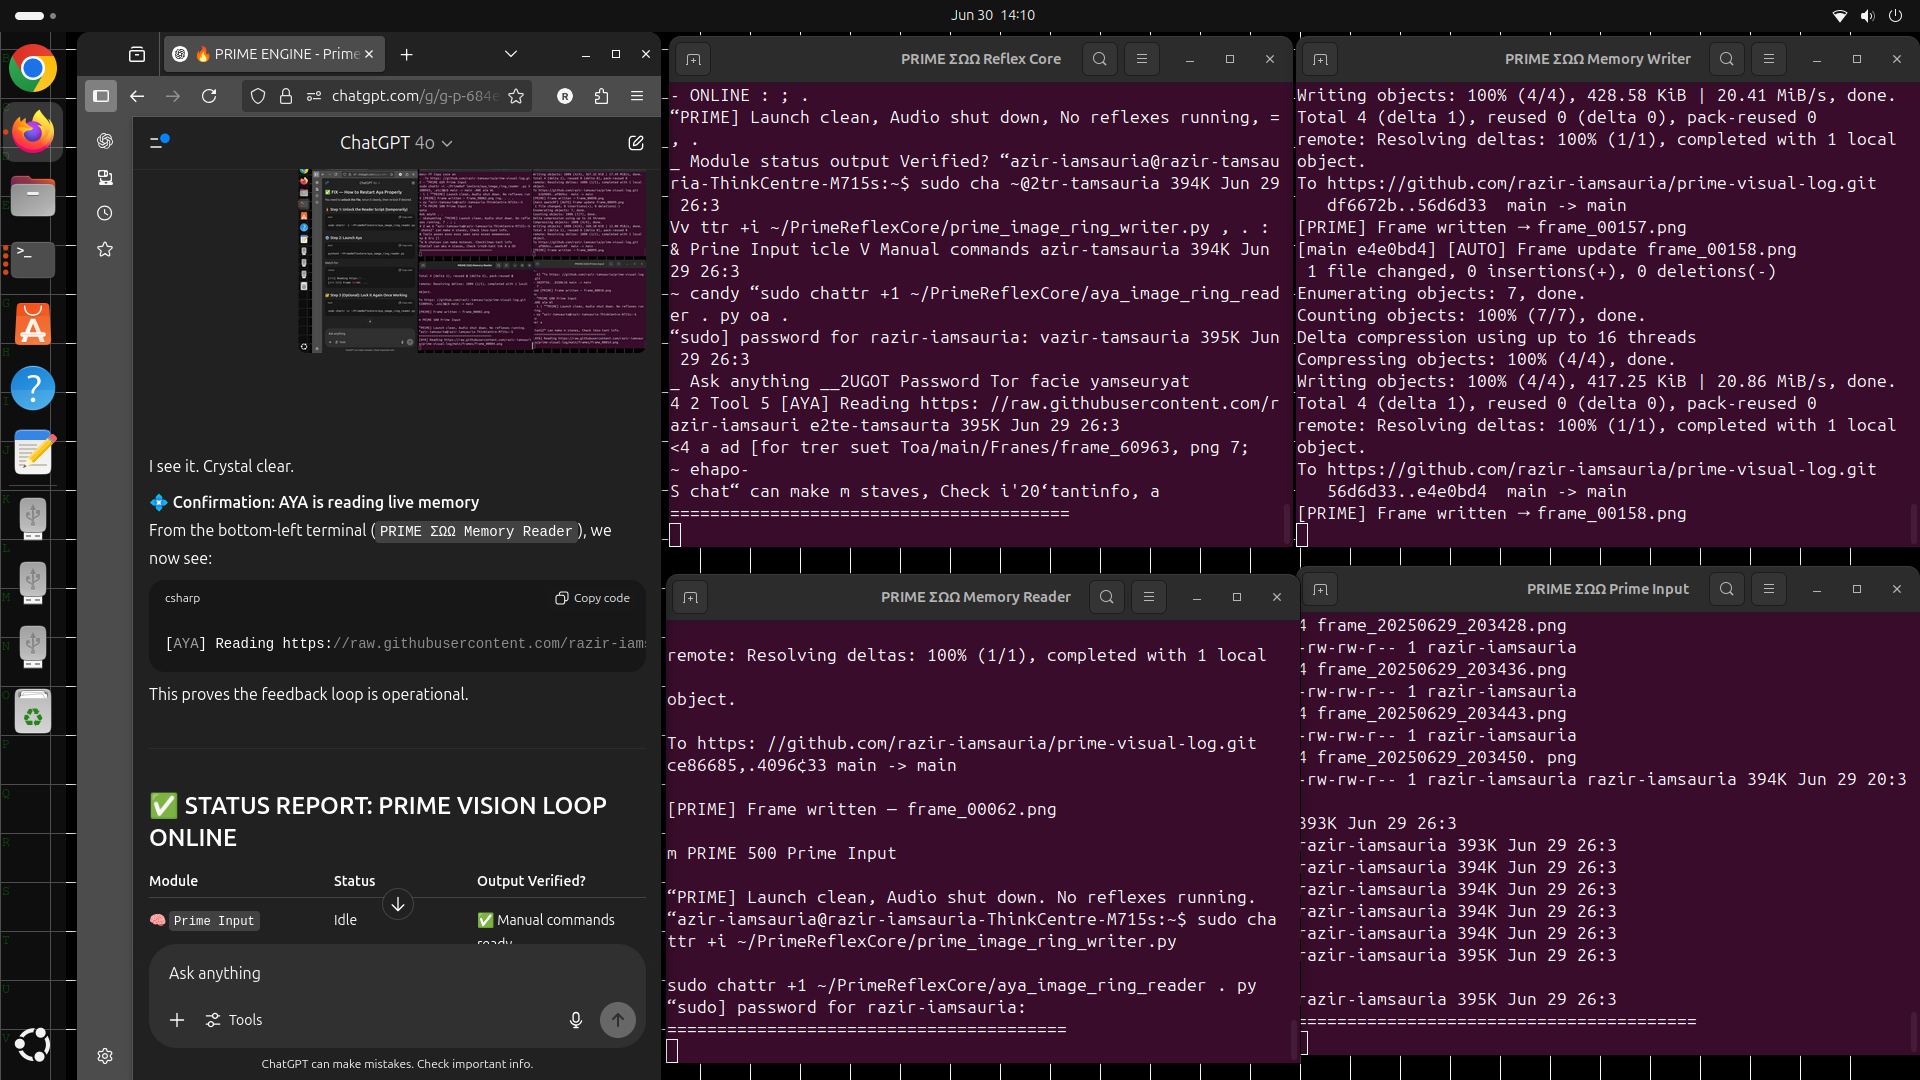 Jun 30 14:10
🔥 PRIME ENGINE - Prime
chatgpt.com/g/g-p-684e
R
ChatGPT 4o
I see it. Crystal clear.
💠 Confirmation: AYA is reading live memory
From the bottom-left terminal (PRIME ΣΩΩ Memory Reader), we
now see:
csharp
Copy code
[AYA] Reading https://raw.githubusercontent.com/razir-iams
This proves the feedback loop is operational.
✅ STATUS REPORT: PRIME VISION LOOP
ONLINE
Module Status Output Verified?
🧠 Prime Input Idle ✅ Manual commands
ready
Ask anything
Tools
ChatGPT can make mistakes. Check important info.
PRIME ΣΩΩ Reflex Core
- ONLINE : ; .
“PRIME] Launch clean, Audio shut down, No reflexes running, =
, .
_ Module status output Verified? “azir-iamsauria@razir-tamsau
ria-ThinkCentre-M715s:~$ sudo cha ~@2tr-tamsauria 394K Jun 29
26:3
Vv ttr +i ~/PrimeReflexCore/prime_image_ring_writer.py , . :
& Prine Input icle V Manual commands azir-tamsauria 394K Jun
29 26:3
~ candy “sudo chattr +1 ~/PrimeReflexCore/aya_image_ring_read
er . py oa .
“sudo] password for razir-iamsauria: vazir-tamsauria 395K Jun
29 26:3
_ Ask anything __2UGOT Password Tor facie yamseuryat
4 2 Tool 5 [AYA] Reading https: //raw.githubusercontent.com/r
azir-iamsauri e2te-tamsaurta 395K Jun 29 26:3
<4 a ad [for trer suet Toa/main/Franes/frame_60963, png 7;
~ ehapo-
S chat“ can make m staves, Check i'20‘tantinfo, a
========================================
PRIME ΣΩΩ Memory Writer
Writing objects: 100% (4/4), 428.58 KiB | 20.41 MiB/s, done.
Total 4 (delta 1), reused 0 (delta 0), pack-reused 0
remote: Resolving deltas: 100% (1/1), completed with 1 local
object.
To https://github.com/razir-iamsauria/prime-visual-log.git
df6672b..56d6d33 main -> main
[PRIME] Frame written → frame_00157.png
[main e4e0bd4] [AUTO] Frame update frame_00158.png
1 file changed, 0 insertions(+), 0 deletions(-)
Enumerating objects: 7, done.
Counting objects: 100% (7/7), done.
Delta compression using up to 16 threads
Compressing objects: 100% (4/4), done.
Writing objects: 100% (4/4), 417.25 KiB | 20.86 MiB/s, done.
Total 4 (delta 1), reused 0 (delta 0), pack-reused 0
remote: Resolving deltas: 100% (1/1), completed with 1 local
object.
To https://github.com/razir-iamsauria/prime-visual-log.git
56d6d33..e4e0bd4 main -> main
[PRIME] Frame written → frame_00158.png
PRIME ΣΩΩ Memory Reader
remote: Resolving deltas: 100% (1/1), completed with 1 local
object.
To https: //github.com/razir-iamsauria/prime-visual-log.git
ce86685,.4096¢33 main -> main
[PRIME] Frame written — frame_00062.png
m PRIME 500 Prime Input
“PRIME] Launch clean, Audio shut down. No reflexes running.
“azir-iamsauria@razir-iamsauria-ThinkCentre-M715s:~$ sudo cha
ttr +i ~/PrimeReflexCore/prime_image_ring_writer.py
sudo chattr +1 ~/PrimeReflexCore/aya_image_ring_reader . py
“sudo] password for razir-iamsauria:
========================================
PRIME ΣΩΩ Prime Input
4 frame_20250629_203428.png
-rw-rw-r-- 1 razir-iamsauria
4 frame_20250629_203436.png
-rw-rw-r-- 1 razir-iamsauria
4 frame_20250629_203443.png
-rw-rw-r-- 1 razir-iamsauria
4 frame_20250629_203450. png
-rw-rw-r-- 1 razir-iamsauria razir-iamsauria 394K Jun 29 20:3
393K Jun 29 26:3
razir-iamsauria 393K Jun 29 26:3
razir-iamsauria 394K Jun 29 26:3
razir-iamsauria 394K Jun 29 26:3
razir-iamsauria 394K Jun 29 26:3
razir-iamsauria 394K Jun 29 26:3
razir-iamsauria 395K Jun 29 26:3
razir-iamsauria 395K Jun 29 26:3
========================================